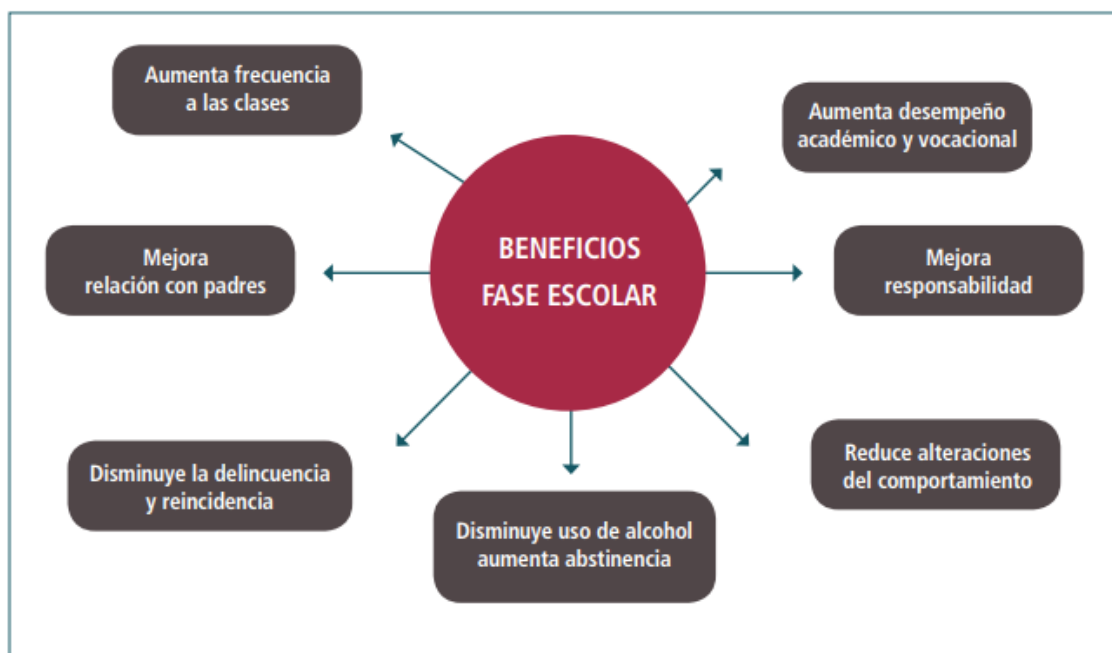 Aumenta frecuencia
a las clases
Aumenta desempeño
académico y vocacional
BENEFICIOS
FASE ESCOLAR
Mejora
relación con padres
Mejora
responsabilidad
Disminuye la delincuencia
y reincidencia
Disminuye uso de alcohol
aumenta abstinencia
Reduce alteraciones
del comportamiento